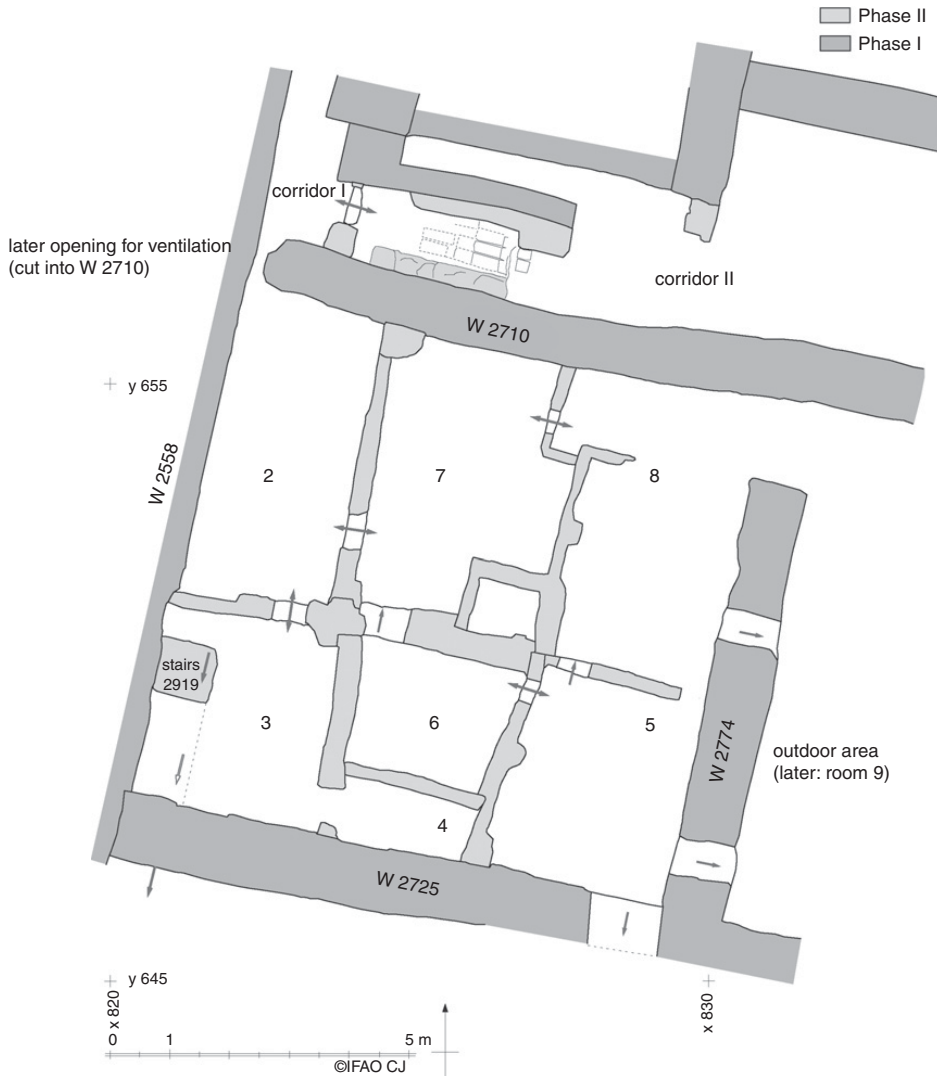 Phase II
Phase I
corridor I
later opening for ventilation
(cut into W 2710)
corridor II
W 2710
y 655
W 2558
2
7
8
stairs
2919
3
6
5
W 2774
outdoor area
(later: room 9)
4
W 2725
y 645
x 820
x 830
0 1 5 m
©IFAO CJ